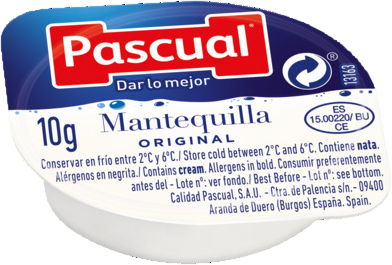 Pascual®
Dar lo mejor
13163
10g
Mantequilla
ORIGINAL
ES
15.00220/ BU
CE
Conservar en frío entre 2°C y 6°C./ Store cold between 2°C and 6°C. Contiene nata.
Alérgenos en negrita./ Contains cream. Allergens in bold. Consumir preferentemente
antes del - Lote nº: ver fondo./ Best Before - Lot nº: see bottom.
Calidad Pascual, S.A.U. - Ctra. de Palencia s/n. - 09400
Aranda de Duero (Burgos) España. Spain.